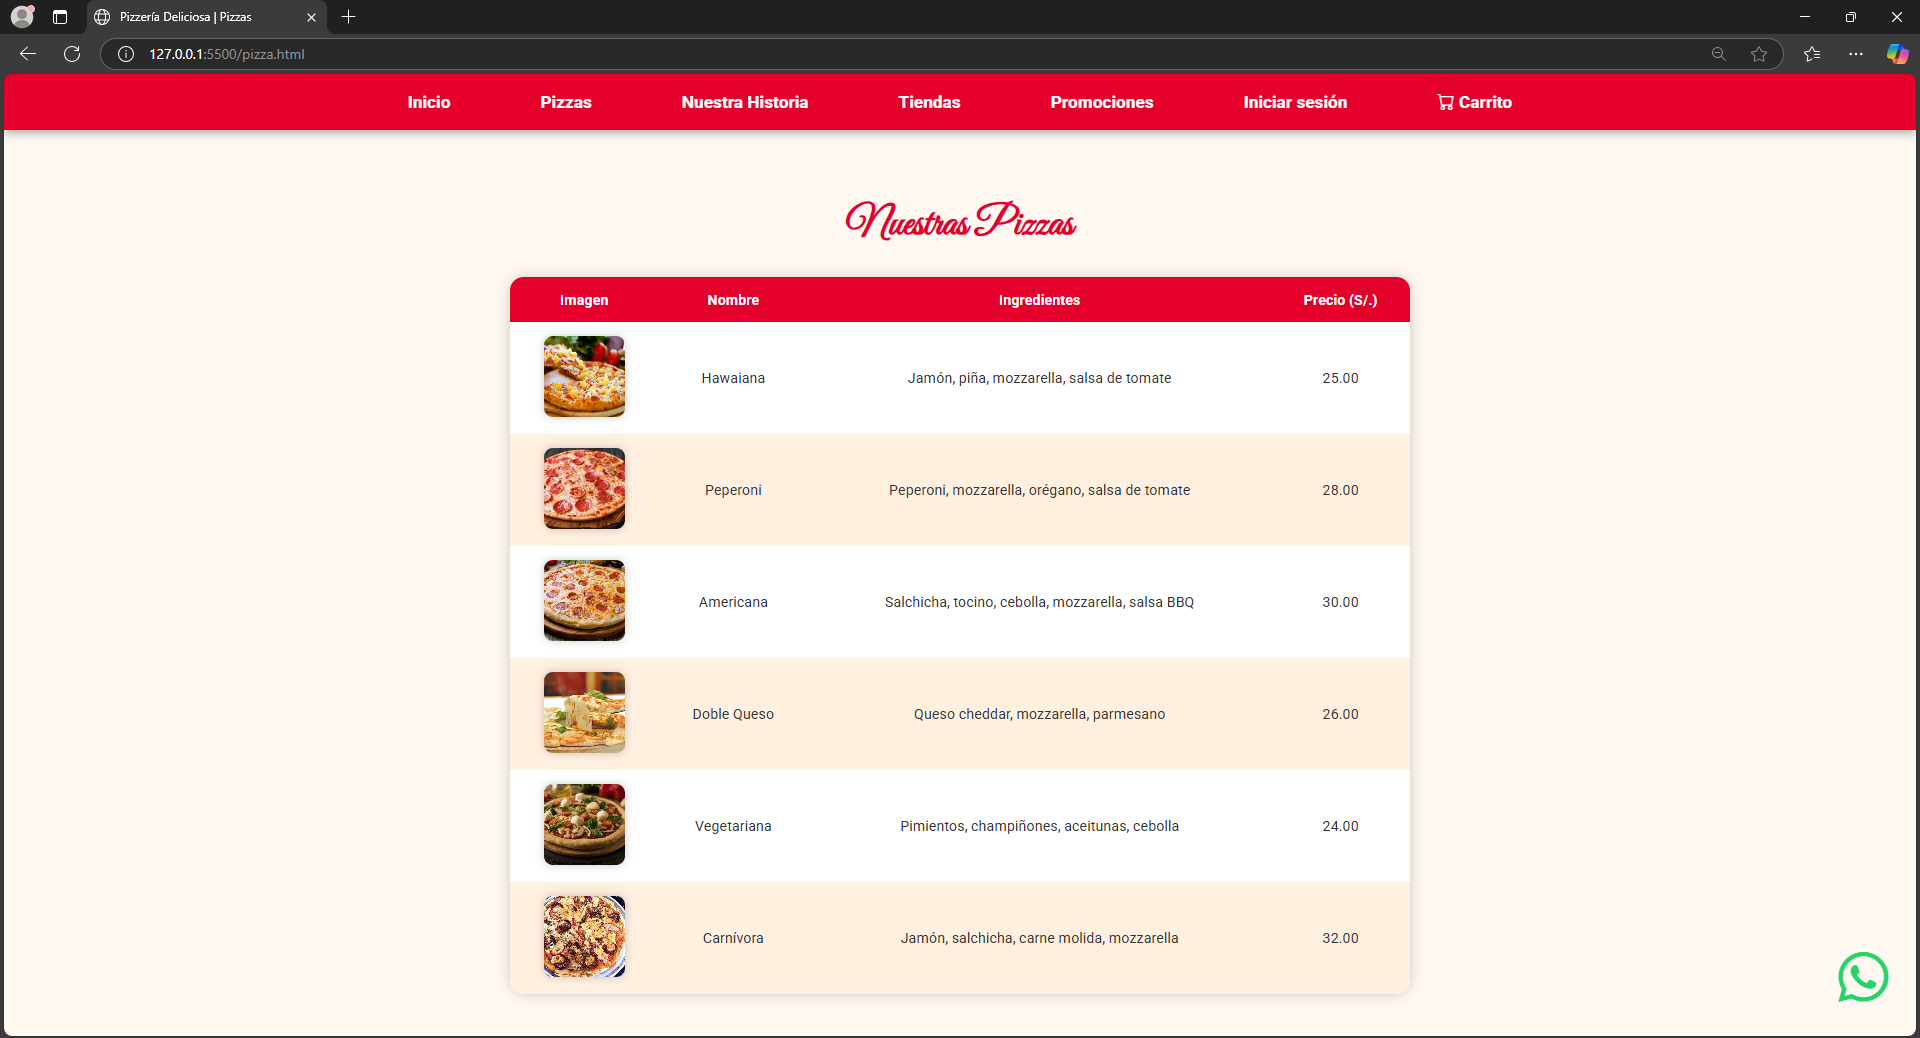 Pizzería Deliciosa | Pizzas
127.0.0.1:5500/pizza.html
Inicio Pizzas Nuestra Historia Tiendas Promociones Iniciar sesión Carrito
Nuestras Pizzas
Imagen Nombre Ingredientes Precio (S/.)
Hawaiana Jamón, piña, mozzarella, salsa de tomate 25.00
Peperoni Peperoni, mozzarella, orégano, salsa de tomate 28.00
Americana Salchicha, tocino, cebolla, mozzarella, salsa BBQ 30.00
Doble Queso Queso cheddar, mozzarella, parmesano 26.00
Vegetariana Pimientos, champiñones, aceitunas, cebolla 24.00
Carnívora Jamón, salchicha, carne molida, mozzarella 32.00